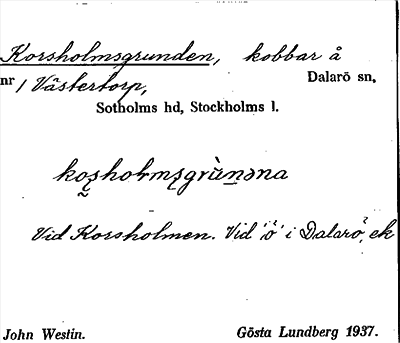 Korsholmsgrunden, kobbar å
nr 1 Västertorp, Dalarö sn,
Sotholms hd, Stockholms l.
koʂholmsgrùnəna
Vid Korsholmen. Vid 'ö' i Dalarö, ek
John Westin. Gösta Lundberg 1937.